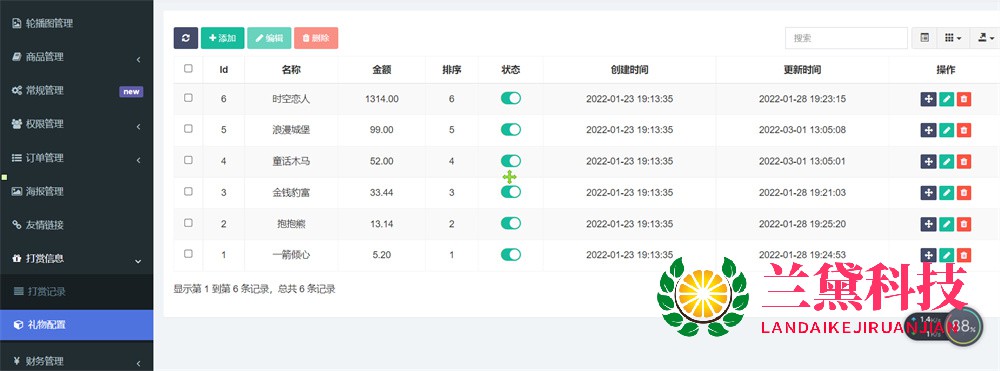 轮播图管理
商品管理
常规管理 new
权限管理
订单管理
海报管理
友情链接
打赏信息
打赏记录
礼物配置
¥ 财务管理
添加 编辑 删除 搜索
Id 名称 金额 排序 状态 创建时间 更新时间 操作
6 时空恋人 1314.00 6 2022-01-23 19:13:35 2022-01-28 19:23:15
5 浪漫城堡 99.00 5 2022-01-23 19:13:35 2022-03-01 13:05:08
4 童话木马 52.00 4 2022-01-23 19:13:35 2022-03-01 13:05:01
3 金钱豹富 33.44 3 2022-01-23 19:13:35 2022-01-28 19:21:03
2 抱抱熊 13.14 2 2022-01-23 19:13:35 2022-01-28 19:25:20
1 一箭倾心 5.20 1 2022-01-23 19:13:35 2022-01-28 19:24:53
显示第 1 到第 6 条记录，总共 6 条记录
兰黛科技
LANDAIKEJIRUANJIAN
88%